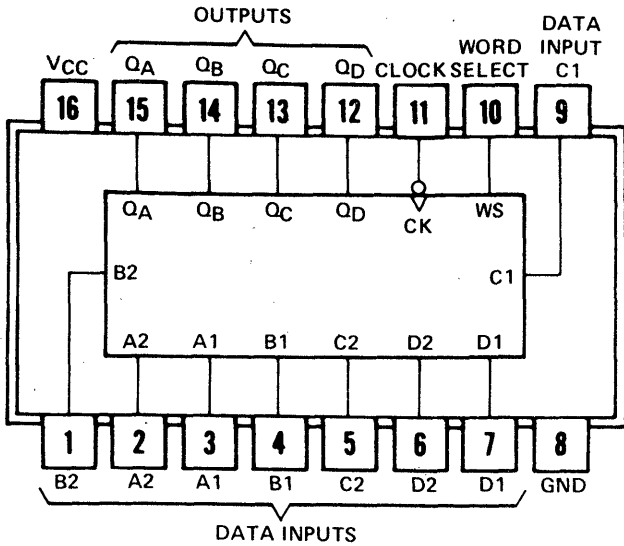 OUTPUTS
DATA INPUT
WORD SELECT
VCC QA QB QC QD CLOCK C1
16 15 14 13 12 11 10 9
QA QB QC QD CK WS
B2 C1
A2 A1 B1 C2 D2 D1
1 2 3 4 5 6 7 8
B2 A2 A1 B1 C2 D2 D1 GND
DATA INPUTS